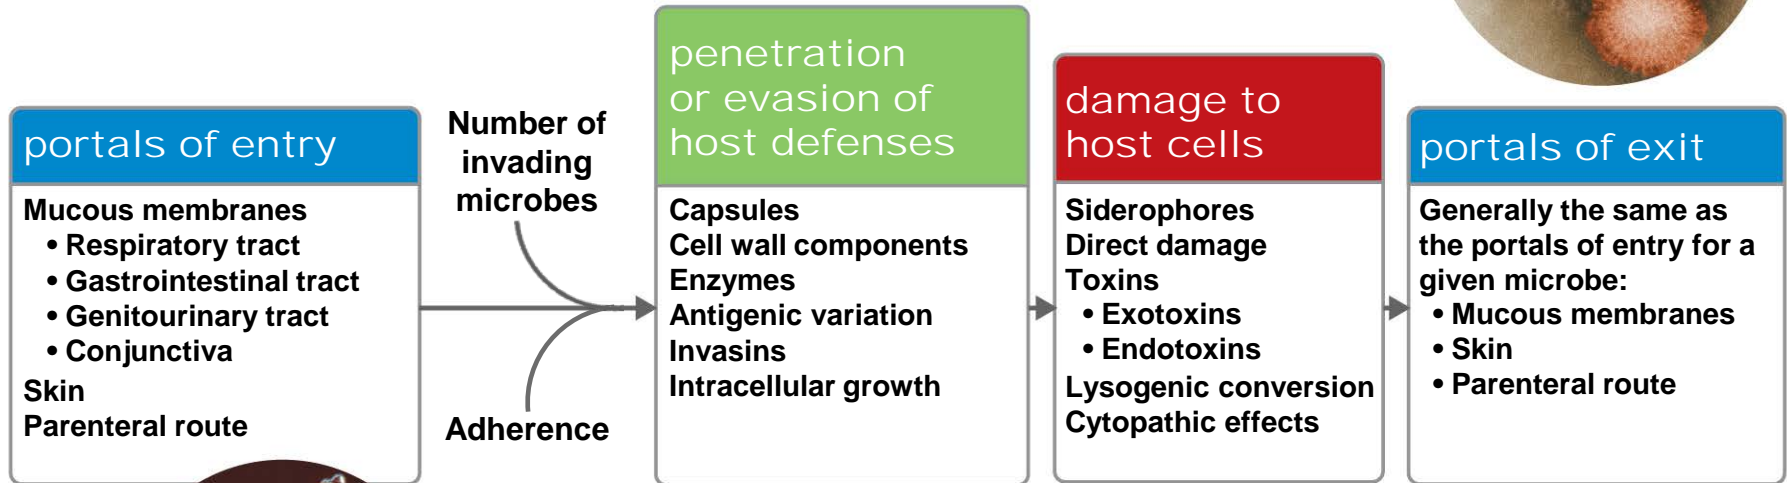 portals of entry
Mucous membranes
• Respiratory tract
• Gastrointestinal tract
• Genitourinary tract
• Conjunctiva
Skin
Parenteral route
Number of
invading
microbes
Adherence
penetration
or evasion of
host defenses
Capsules
Cell wall components
Enzymes
Antigenic variation
Invasins
Intracellular growth
damage to
host cells
Siderophores
Direct damage
Toxins
• Exotoxins
• Endotoxins
Lysogenic conversion
Cytopathic effects
portals of exit
Generally the same as
the portals of entry for a
given microbe:
• Mucous membranes
• Skin
• Parenteral route